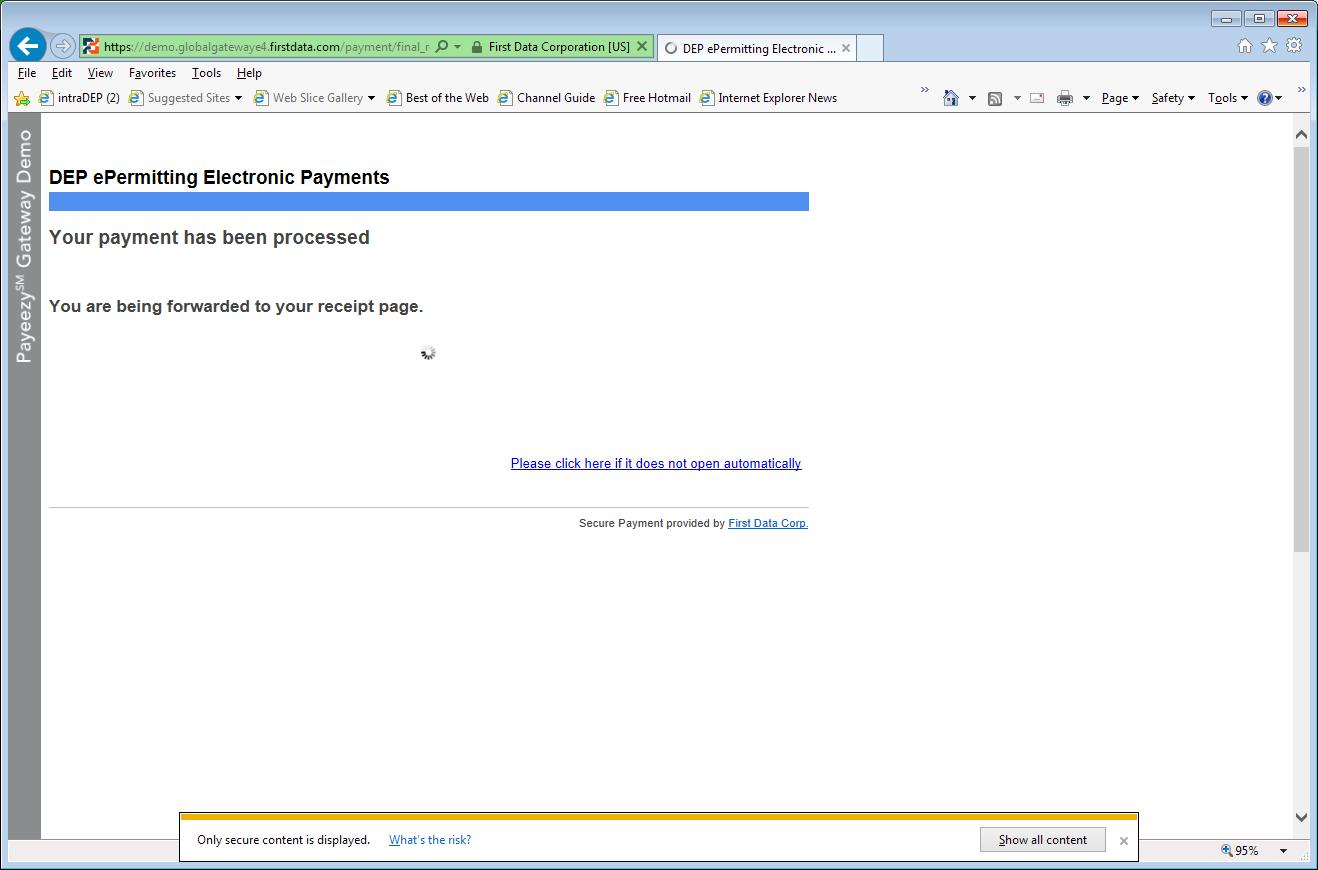 https://demo.globalgatewaye4.firstdata.com/payment/final_r
First Data Corporation [US]
DEP ePermitting Electronic ...
File Edit View Favorites Tools Help
intraDEP (2) Suggested Sites Web Slice Gallery Best of the Web Channel Guide Free Hotmail Internet Explorer News
Page Safety Tools
Payeezy℠ Gateway Demo
DEP ePermitting Electronic Payments
Your payment has been processed
You are being forwarded to your receipt page.
Please click here if it does not open automatically
Secure Payment provided by First Data Corp.
Only secure content is displayed. What's the risk? Show all content
95%